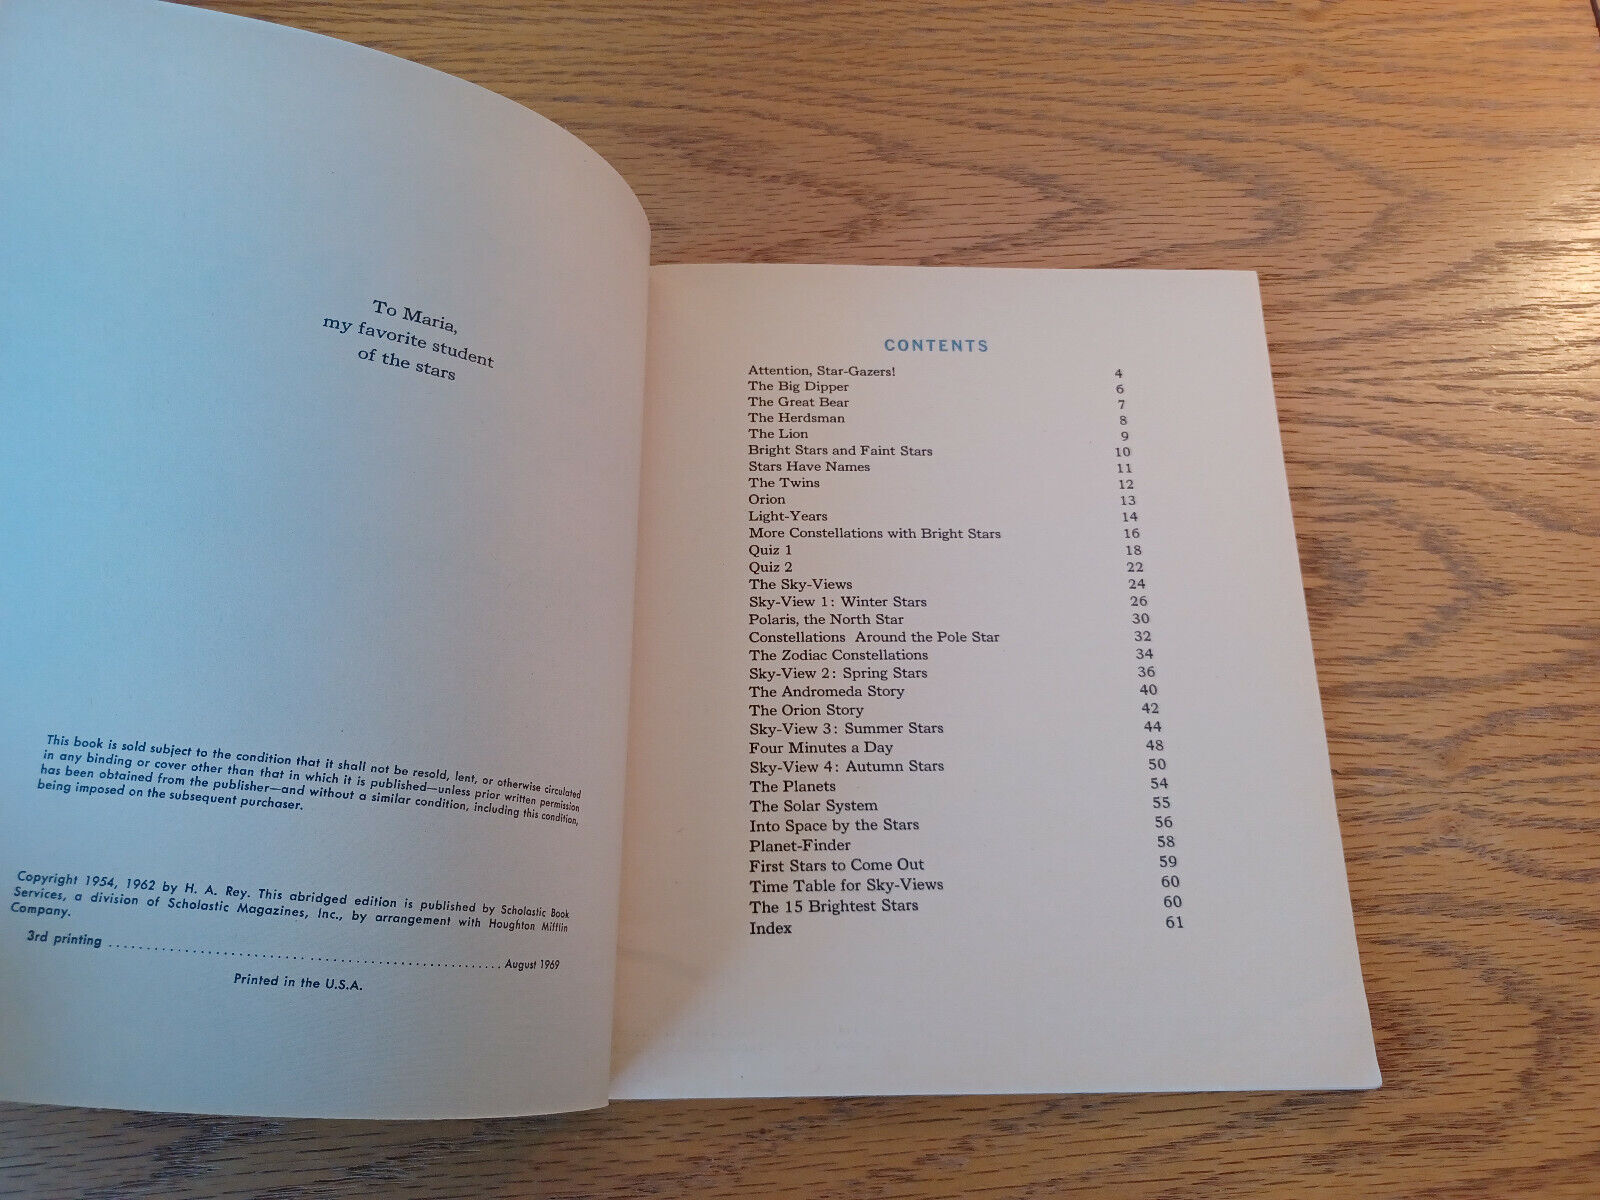 To Maria,
my favorite student
of the stars
This book is sold subject to the condition that it shall not be resold, lent, or otherwise circulated
in any binding or cover other than that in which it is published—unless prior written permission
has been obtained from the publisher—and without a similar condition, including this condition,
being imposed on the subsequent purchaser.
Copyright 1954, 1962 by H. A. Rey. This abridged edition is published by Scholastic Book
Services, a division of Scholastic Magazines, Inc., by arrangement with Houghton Mifflin
Company.
3rd printing ........................................................ August 1969
Printed in the U.S.A.
CONTENTS
Attention, Star-Gazers! 4
The Big Dipper 6
The Great Bear 7
The Herdsman 8
The Lion 9
Bright Stars and Faint Stars 10
Stars Have Names 11
The Twins 12
Orion 13
Light-Years 14
More Constellations with Bright Stars 16
Quiz 1 18
Quiz 2 22
The Sky-Views 24
Sky-View 1: Winter Stars 26
Polaris, the North Star 30
Constellations Around the Pole Star 32
The Zodiac Constellations 34
Sky-View 2: Spring Stars 36
The Andromeda Story 40
The Orion Story 42
Sky-View 3: Summer Stars 44
Four Minutes a Day 48
Sky-View 4: Autumn Stars 50
The Planets 54
The Solar System 55
Into Space by the Stars 56
Planet-Finder 58
First Stars to Come Out 59
Time Table for Sky-Views 60
The 15 Brightest Stars 60
Index 61